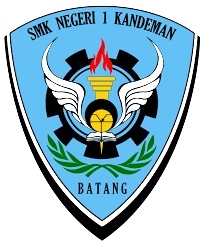 SMK NEGERI 1 KANDEMAN
BATANG